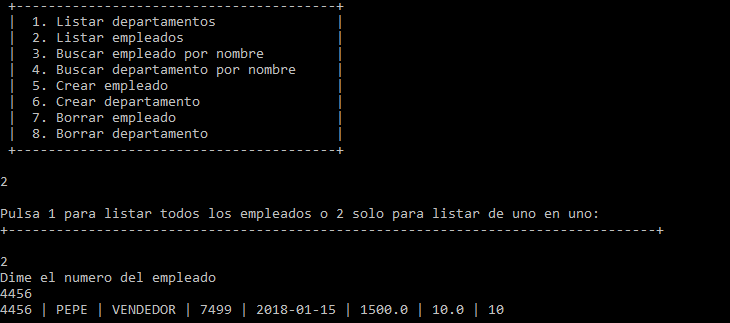 +----------------------------------------+
| 1. Listar departamentos |
| 2. Listar empleados |
| 3. Buscar empleado por nombre |
| 4. Buscar departamento por nombre |
| 5. Crear empleado |
| 6. Crear departamento |
| 7. Borrar empleado |
| 8. Borrar departamento |
+----------------------------------------+
2
Pulsa 1 para listar todos los empleados o 2 solo para listar de uno en uno:
+--------------------------------------------------------------------------------+
2
Dime el numero del empleado
4456
4456 | PEPE | VENDEDOR | 7499 | 2018-01-15 | 1500.0 | 10.0 | 10